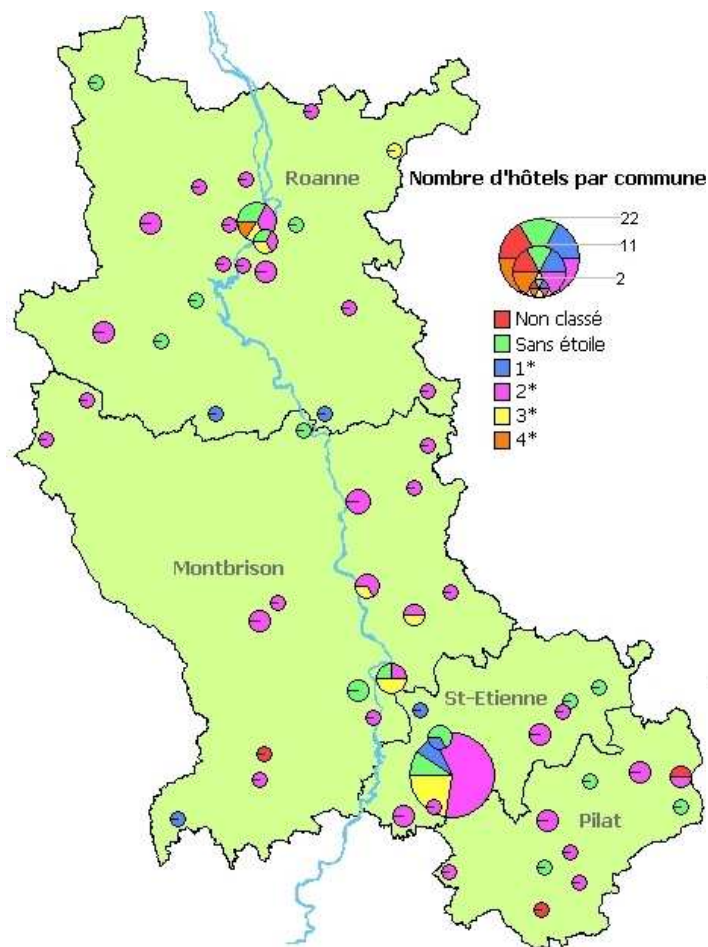 Roanne
Nombre d'hôtels par commune
22
11
2
Non classé
Sans étoile
1*
2*
3*
4*
Montbrison
St-Etienne
Pilat